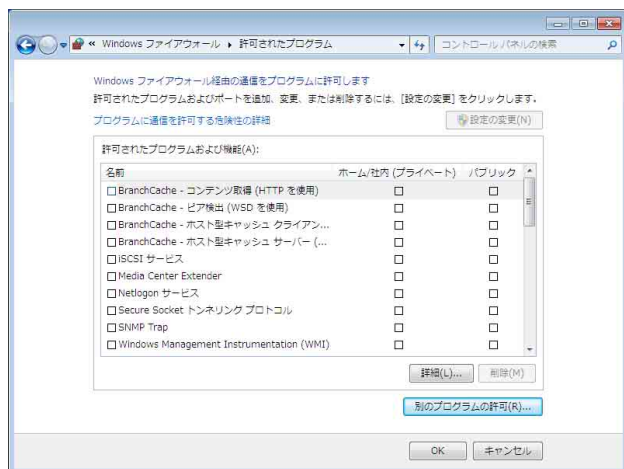 « Windows ファイアウォール ▸ 許可されたプログラム
コントロール パネルの検索
Windows ファイアウォール経由の通信をプログラムに許可します
許可されたプログラムおよびポートを追加、変更、または削除するには、[設定の変更] をクリックします。
プログラムに通信を許可する危険性の詳細
設定の変更(N)
許可されたプログラムおよび機能(A):
名前 ホーム/社内 (プライベート) パブリック
BranchCache - コンテンツ取得 (HTTP を使用)
BranchCache - ピア検出 (WSD を使用)
BranchCache - ホスト型キャッシュ クライアン...
BranchCache - ホスト型キャッシュ サーバー (...
iSCSI サービス
Media Center Extender
Netlogon サービス
Secure Socket トンネリング プロトコル
SNMP Trap
Windows Management Instrumentation (WMI)
詳細(L)... 削除(M)
別のプログラムの許可(R)...
OK キャンセル